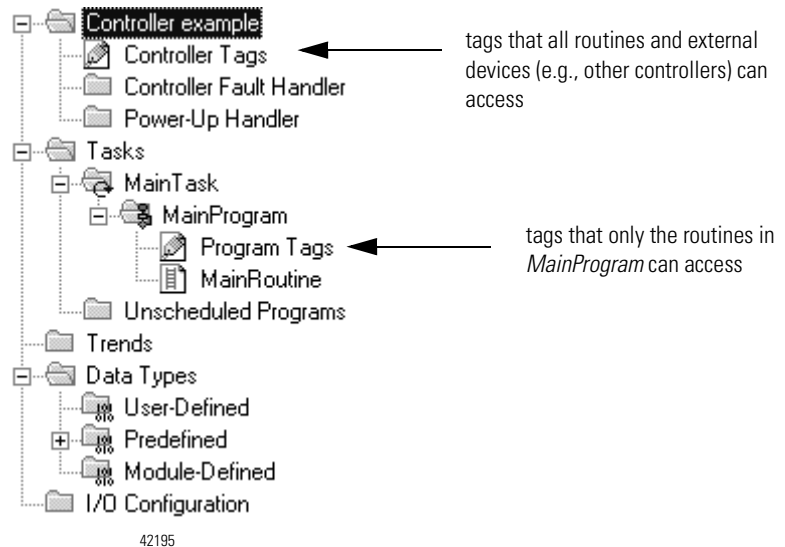 Controller example
Controller Tags
tags that all routines and external
devices (e.g., other controllers) can
access
Controller Fault Handler
Power-Up Handler
Tasks
MainTask
MainProgram
Program Tags
tags that only the routines in
MainProgram can access
MainRoutine
Unscheduled Programs
Trends
Data Types
User-Defined
Predefined
Module-Defined
I/O Configuration
42195